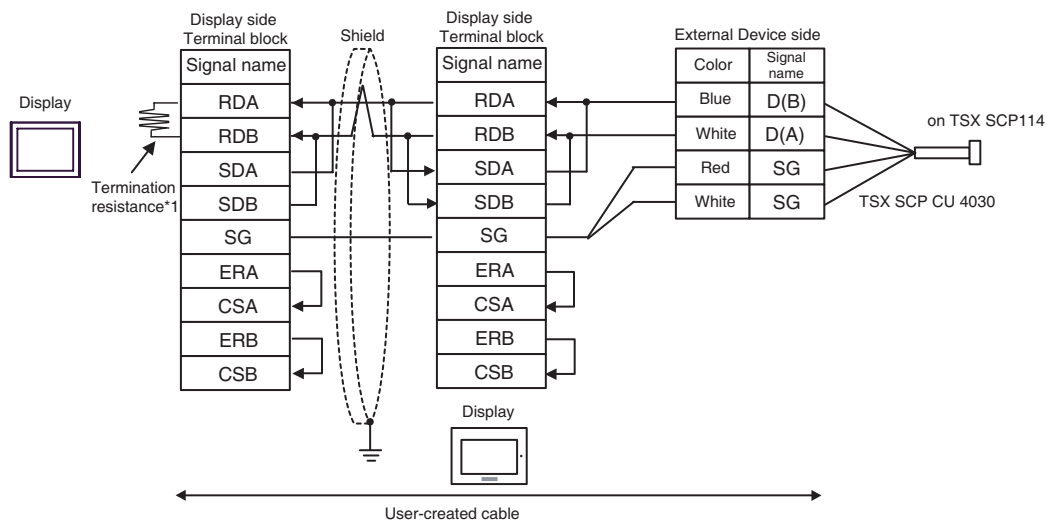 Display side
Terminal block
Shield
Display side
Terminal block
External Device side
Signal name
Signal name
Color
Signal
name
Display
RDA
RDA
Blue
D(B)
on TSX SCP114
RDB
RDB
White
D(A)
SDA
SDA
Red
SG
Termination
resistance*1
SDB
SDB
White
SG
TSX SCP CU 4030
SG
SG
ERA
ERA
CSA
CSA
ERB
ERB
CSB
CSB
Display
User-created cable